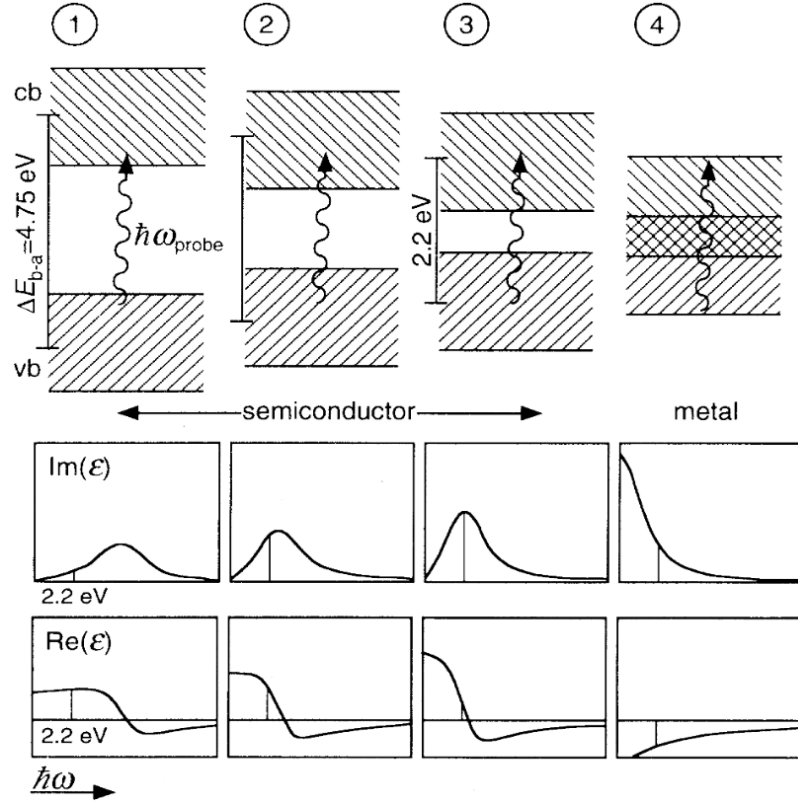 1 2 3 4
cb
ΔE_b-a=4.75 eV
ħω_probe
2.2 eV
vb
semiconductor metal
Im(ε)
2.2 eV
Re(ε)
2.2 eV
ħω